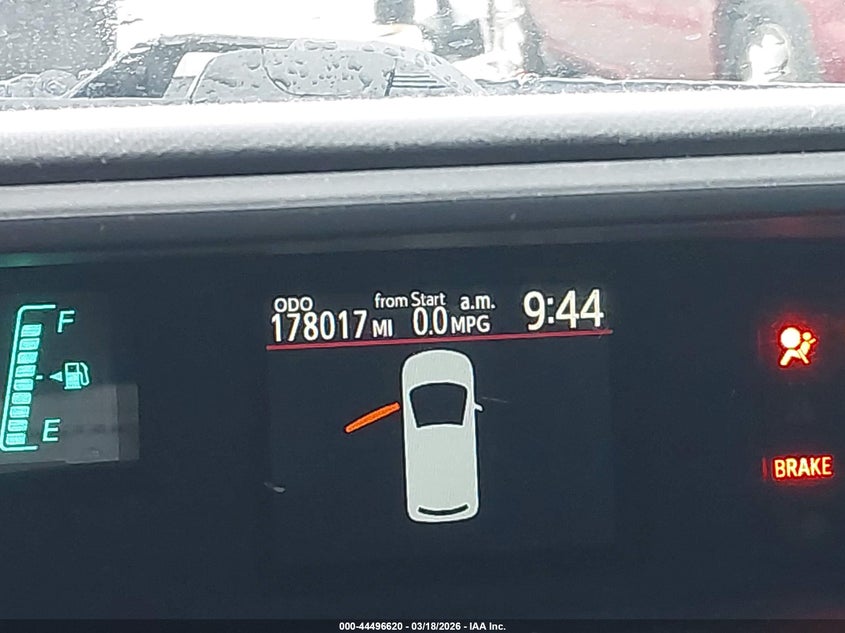 ODO from Start a.m. 9:44
178017 MI 0.0 MPG
F
E
BRAKE
000-44496620 - 03/18/2026 - IAA Inc.